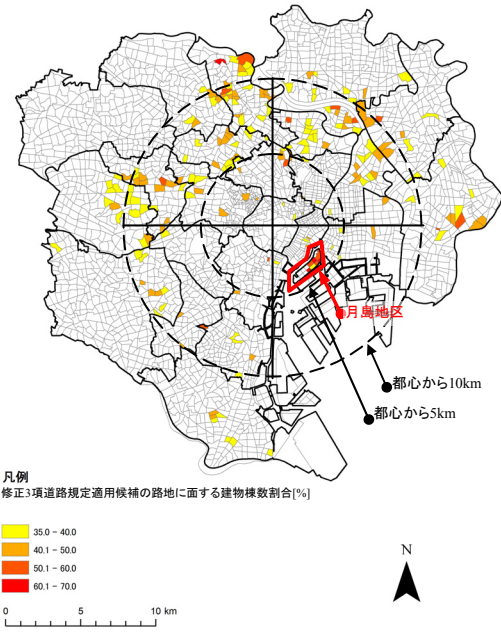 月島地区
都心から10km
都心から5km
凡例
修正3項道路規定適用候補の路地に面する建物棟数割合[%]
35.0 - 40.0
40.1 - 50.0
50.1 - 60.0
60.1 - 70.0
N
0 5 10 km